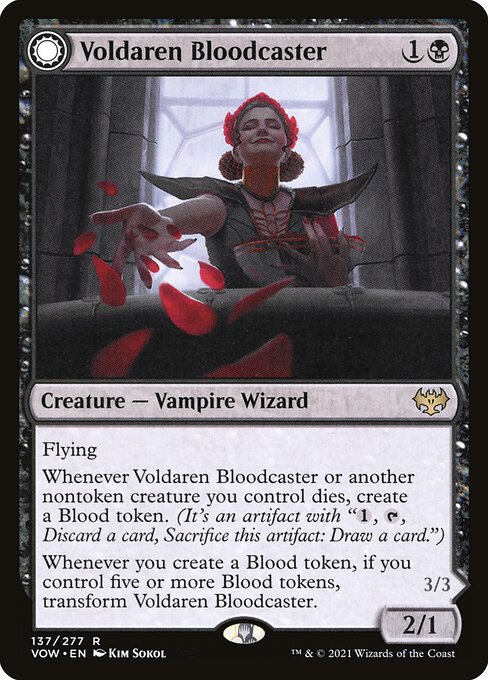 Voldaren Bloodcaster 1
Creature — Vampire Wizard
Flying
Whenever Voldaren Bloodcaster or another
nontoken creature you control dies, create
a Blood token. (It's an artifact with “1, ,
Discard a card, Sacrifice this artifact: Draw a card.”)
Whenever you create a Blood token, if you
control five or more Blood tokens,
transform Voldaren Bloodcaster.
3/3
2/1
137/277 R
VOW • EN Kim Sokol
™ & © 2021 Wizards of the Coast